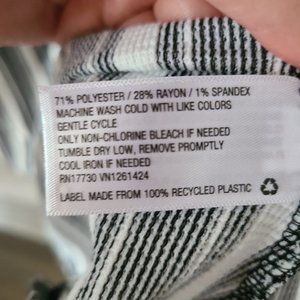 71% POLYESTER / 28% RAYON / 1% SPANDEX
MACHINE WASH COLD WITH LIKE COLORS
GENTLE CYCLE
ONLY NON-CHLORINE BLEACH IF NEEDED
TUMBLE DRY LOW, REMOVE PROMPTLY
COOL IRON IF NEEDED
RN17730 VN1261424
LABEL MADE FROM 100% RECYCLED PLASTIC